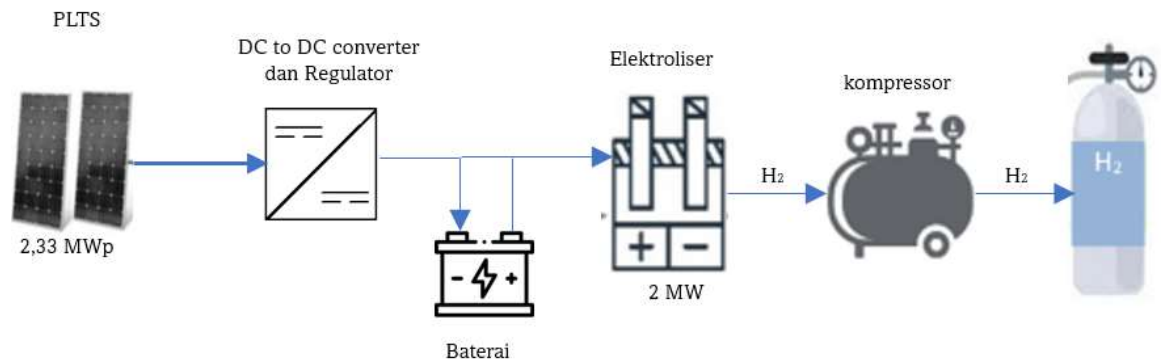 PLTS
DC to DC converter
dan Regulator
Elektroliser
kompressor
H₂
H₂
H₂
2,33 MWp
2 MW
Baterai